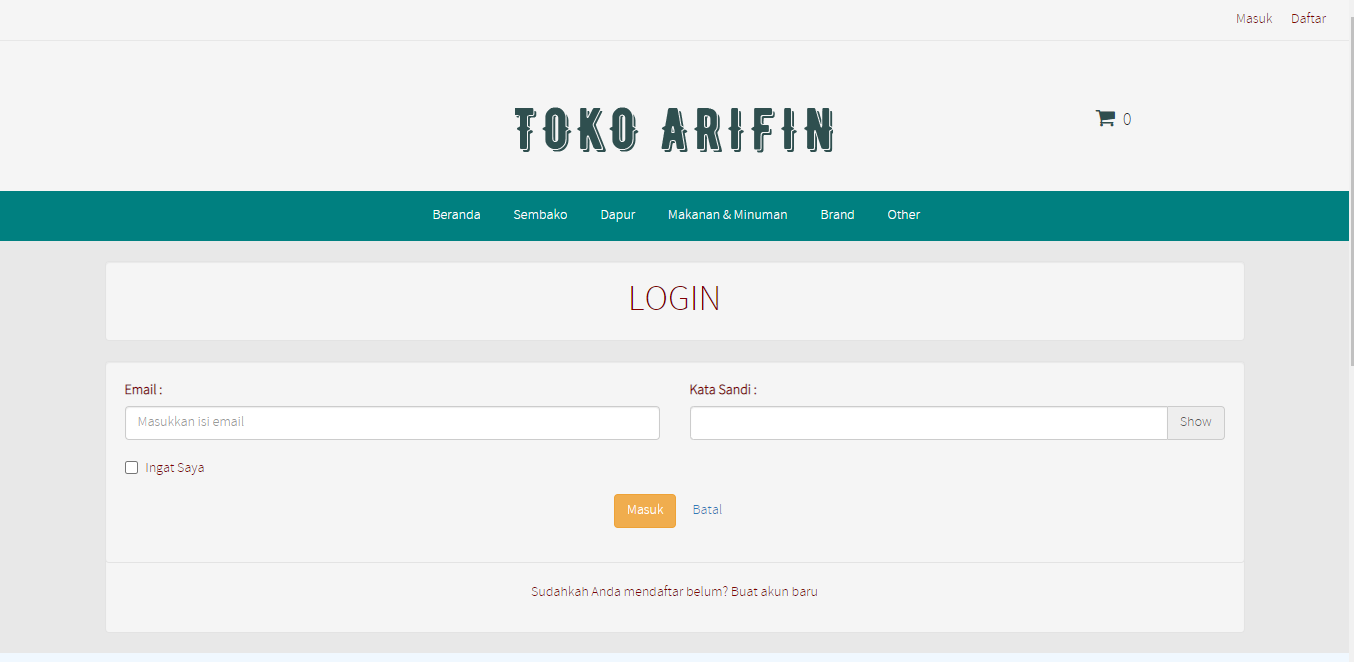 Masuk Daftar
TOKO ARIFIN
0
Beranda Sembako Dapur Makanan & Minuman Brand Other
LOGIN
Email : Kata Sandi :
Masukkan isi email Show
Ingat Saya
Masuk Batal
Sudahkah Anda mendaftar belum? Buat akun baru